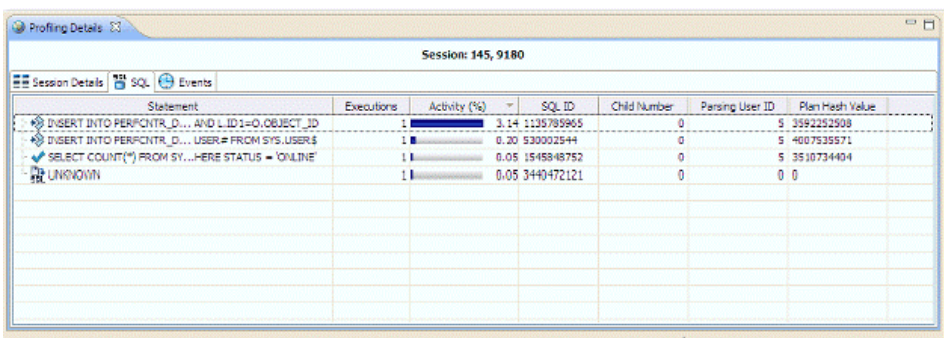 Profiling Details
Session: 145, 9180
Session Details SQL Events
Statement Executions Activity (%) SQL ID Child Number Parsing User ID Plan Hash Value
INSERT INTO PERFCNTR_D... AND L.ID1=O.OBJECT_ID 1 3.14 1135785965 0 5 3592252508
INSERT INTO PERFCNTR_D... USER# FROM SYS.USER$ 1 0.20 530002544 0 5 4007535571
SELECT COUNT(*) FROM SY...HERE STATUS = 'ONLINE' 1 0.05 1545848752 0 5 3510734404
UNKNOWN 1 0.05 3440472121 0 0 0